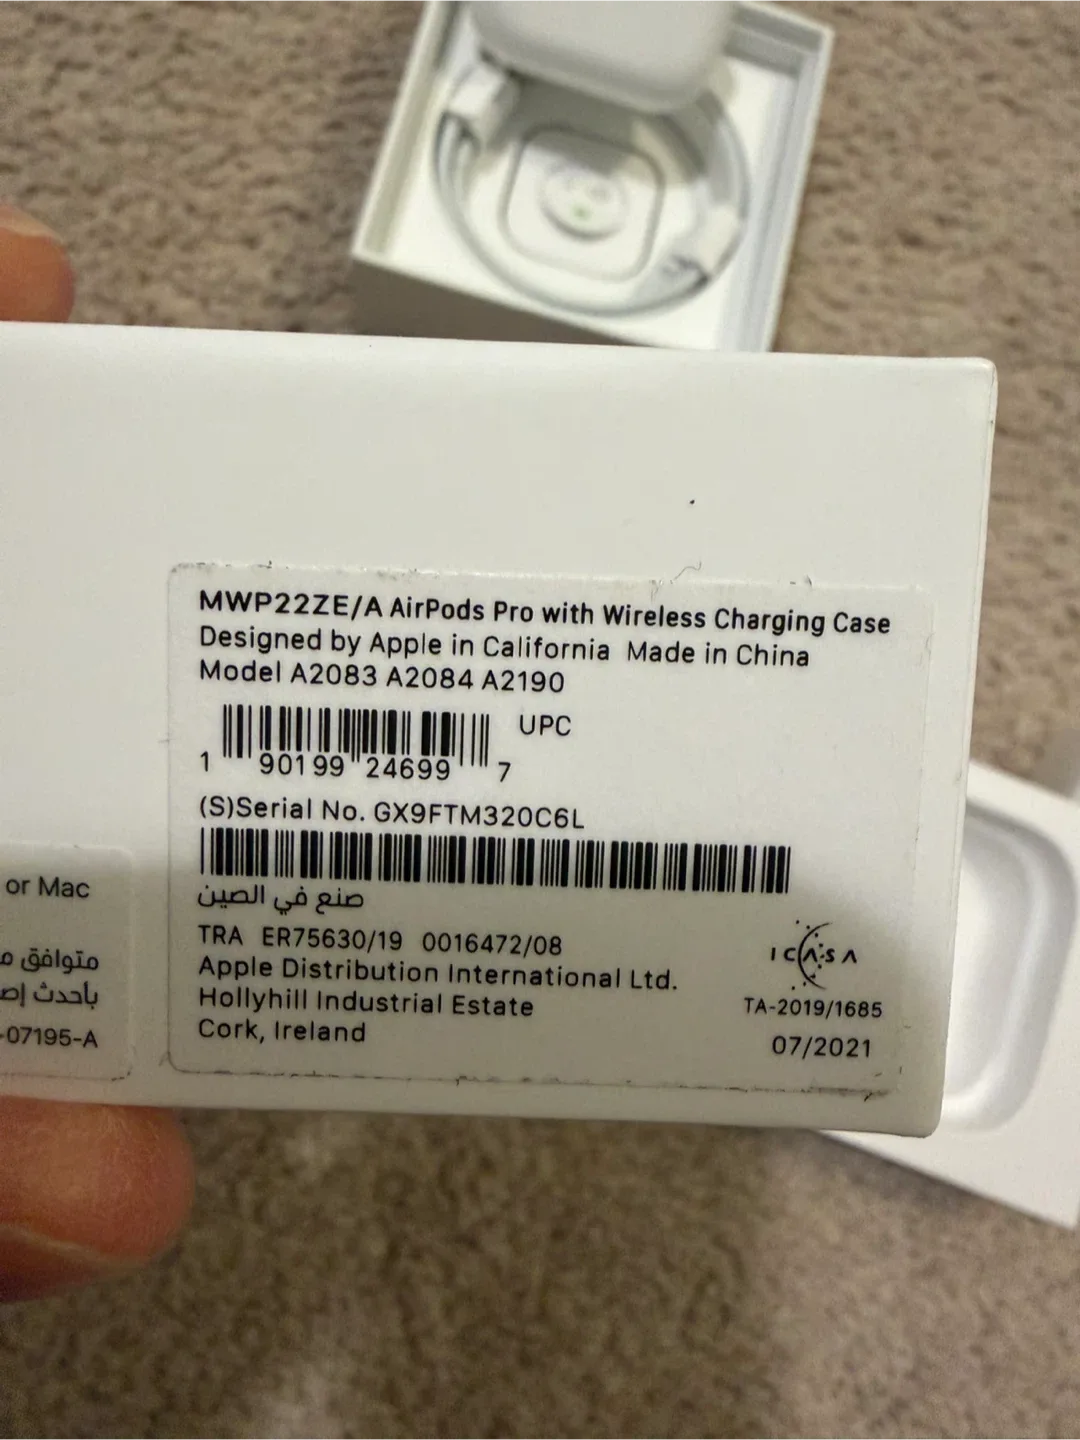 MWP22ZE/A AirPods Pro with Wireless Charging Case
Designed by Apple in California Made in China
Model A2083 A2084 A2190
UPC
1 90199 24699 7
(S)Serial No. GX9FTM320C6L
صنع في الصين
TRA ER75630/19 0016472/08
Apple Distribution International Ltd.
Hollyhill Industrial Estate
Cork, Ireland
ICASA
TA-2019/1685
07/2021
or Mac
متوافق
بأحدث
-07195-A